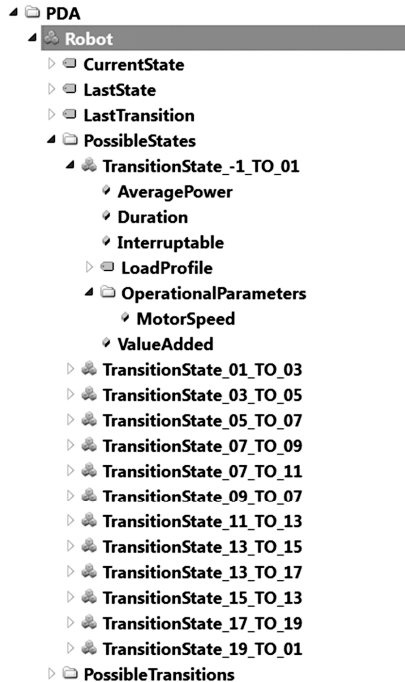 PDA
Robot
CurrentState
LastState
LastTransition
PossibleStates
TransitionState_-1_TO_01
AveragePower
Duration
Interruptable
LoadProfile
OperationalParameters
MotorSpeed
ValueAdded
TransitionState_01_TO_03
TransitionState_03_TO_05
TransitionState_05_TO_07
TransitionState_07_TO_09
TransitionState_07_TO_11
TransitionState_09_TO_07
TransitionState_11_TO_13
TransitionState_13_TO_15
TransitionState_13_TO_17
TransitionState_15_TO_13
TransitionState_17_TO_19
TransitionState_19_TO_01
PossibleTransitions